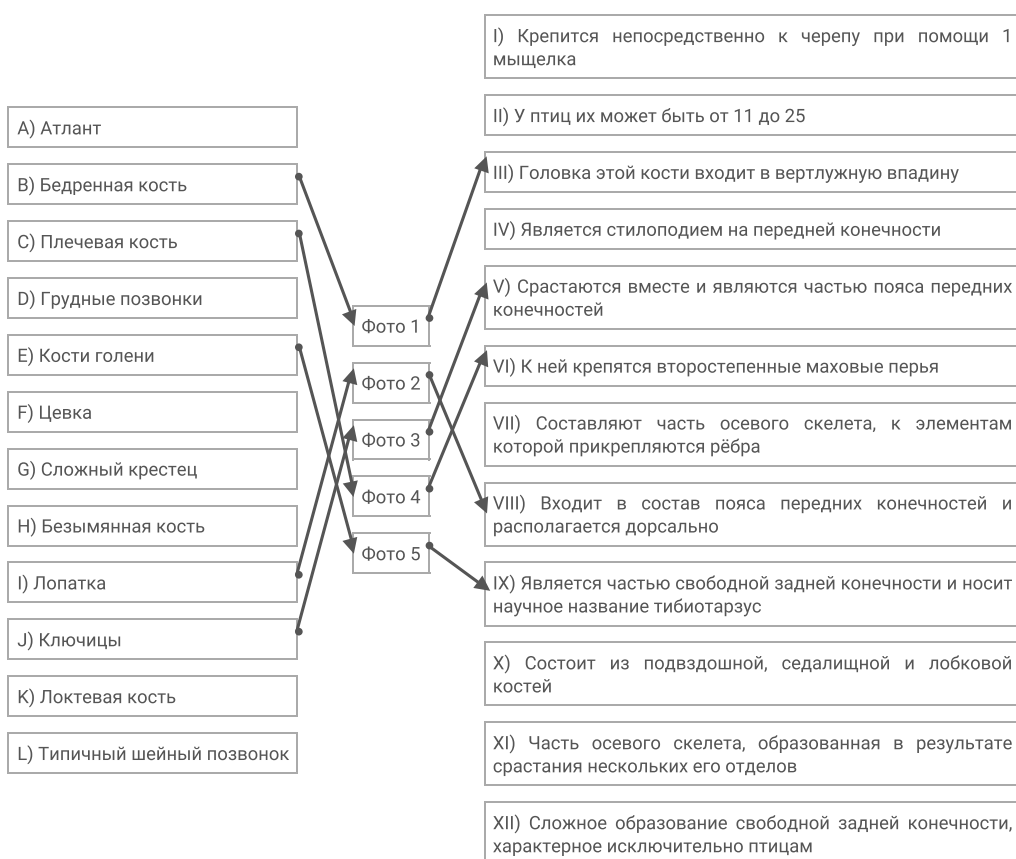 A) Атлант
B) Бедренная кость
C) Плечевая кость
D) Грудные позвонки
E) Кости голени
F) Цевка
G) Сложный крестец
H) Безымянная кость
I) Лопатка
J) Ключицы
K) Локтевая кость
L) Типичный шейный позвонок
Фото 1
Фото 2
Фото 3
Фото 4
Фото 5
I) Крепится непосредственно к черепу при помощи 1
мыщелка
II) У птиц их может быть от 11 до 25
III) Головка этой кости входит в вертлужную впадину
IV) Является стилоподием на передней конечности
V) Срастаются вместе и являются частью пояса передних
конечностей
VI) К ней крепятся второстепенные маховые перья
VII) Составляют часть осевого скелета, к элементам
которой прикрепляются рёбра
VIII) Входит в состав пояса передних конечностей и
располагается дорсально
IX) Является частью свободной задней конечности и носит
научное название тибиотарзус
X) Состоит из подвздошной, седалищной и лобковой
костей
XI) Часть осевого скелета, образованная в результате
срастания нескольких его отделов
XII) Сложное образование свободной задней конечности,
характерное исключительно птицам